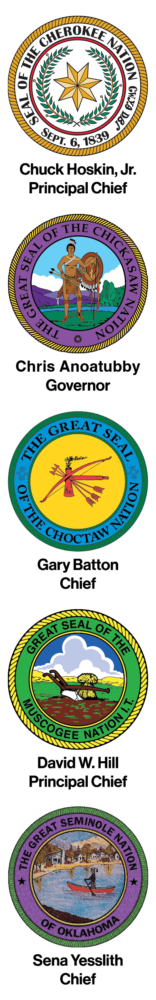 SEAL OF THE CHEROKEE NATION ᏣᎳᎩᎯ ᎠᏰᎵ
SEPT. 6, 1839
Chuck Hoskin, Jr.
Principal Chief
THE GREAT SEAL OF THE CHICKASAW NATION
Chris Anoatubby
Governor
THE GREAT SEAL
OF THE CHOCTAW NATION
Gary Batton
Chief
GREAT SEAL OF THE
MUSCOGEE NATION I.T.
David W. Hill
Principal Chief
THE GREAT SEMINOLE NATION
OF OKLAHOMA
Sena Yesslith
Chief